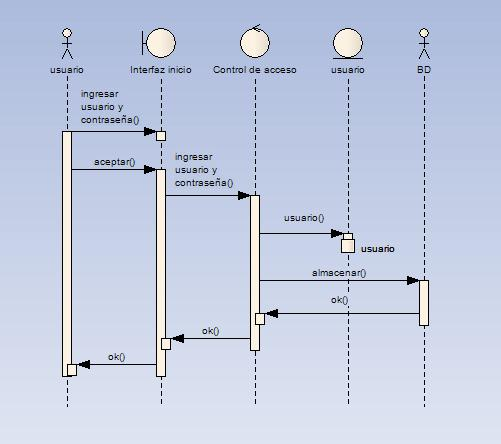 usuario
Interfaz inicio
Control de acceso
usuario
BD
ingresar
usuario y
contraseña()
aceptar()
ingresar
usuario y
contraseña()
usuario()
usuario
almacenar()
ok()
ok()
ok()